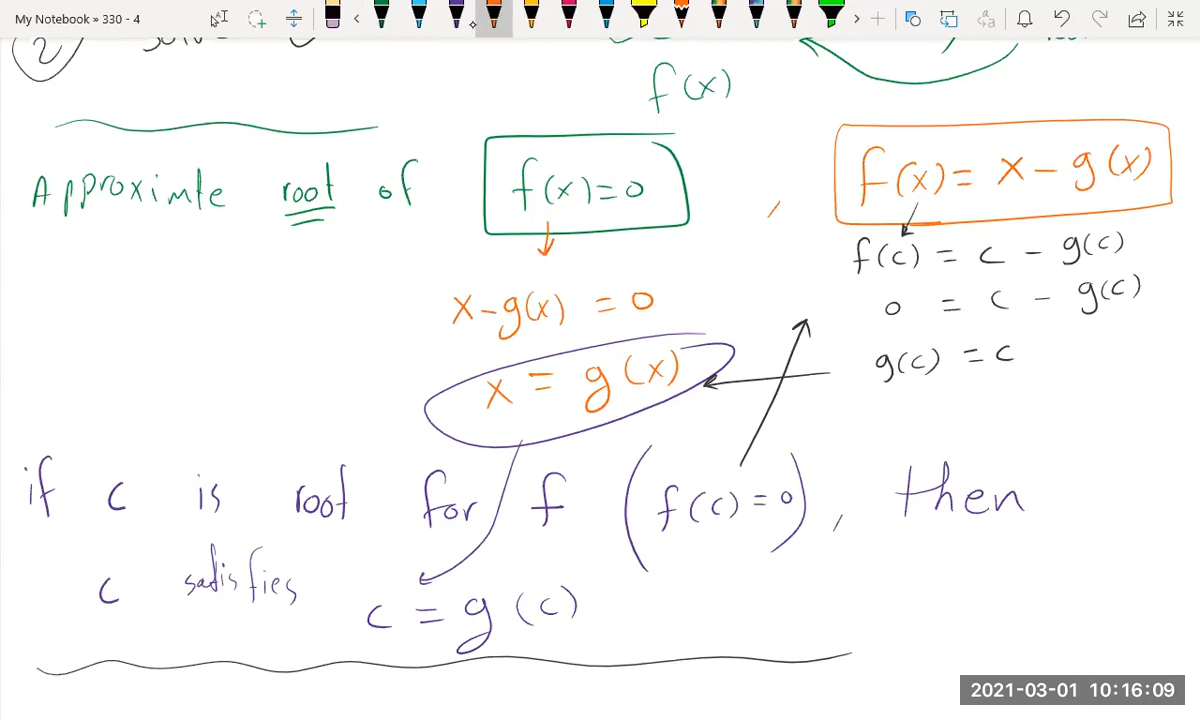 My Notebook » 330 - 4
2
f(x)
Approximte root of f(x)=0 , f(x)= x - g(x)
f(c) = c - g(c)
x-g(x) = 0
0 = c - g(c)
x = g(x)
g(c) = c
if c is root for f (f(c)=0), then
c satisfies
c = g(c)
2021-03-01 10:16:09